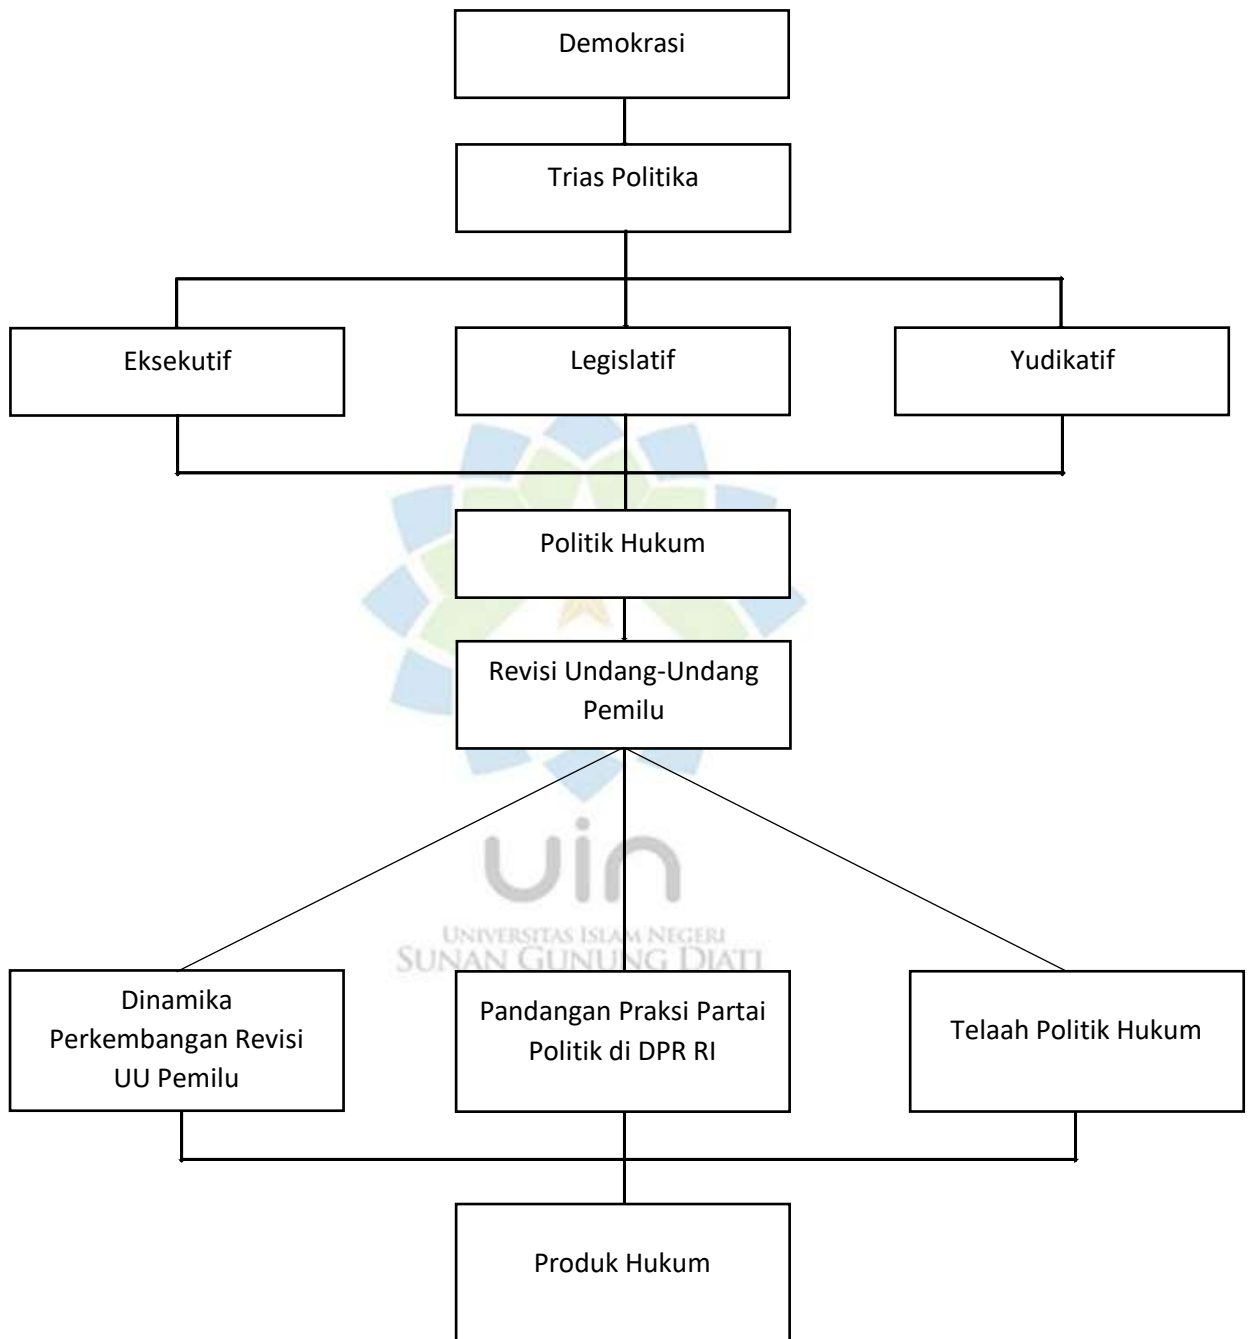 Demokrasi
Trias Politika
Eksekutif
Legislatif
Yudikatif
Politik Hukum
Revisi Undang-Undang
Pemilu
uin
UNIVERSITAS ISLAM NEGERI
SUNAN GUNUNG DJATI
Dinamika
Perkembangan Revisi
UU Pemilu
Pandangan Praksi Partai
Politik di DPR RI
Telaah Politik Hukum
Produk Hukum